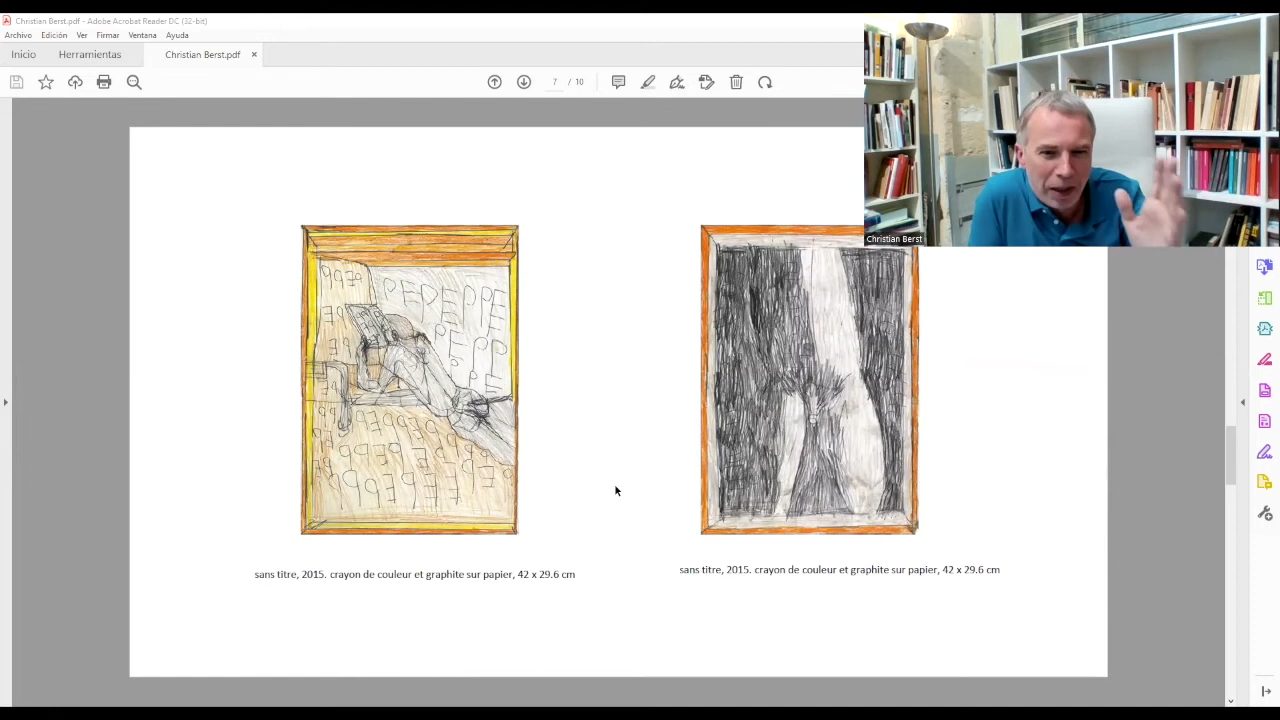 Christian Berst.pdf - Adobe Acrobat Reader DC (32-bit)
Archivo Edición Ver Firmar Ventana Ayuda
Inicio Herramientas Christian Berst.pdf ×
7 / 10
Christian Berst
PEDEPPE
sans titre, 2015. crayon de couleur et graphite sur papier, 42 x 29.6 cm
sans titre, 2015. crayon de couleur et graphite sur papier, 42 x 29.6 cm